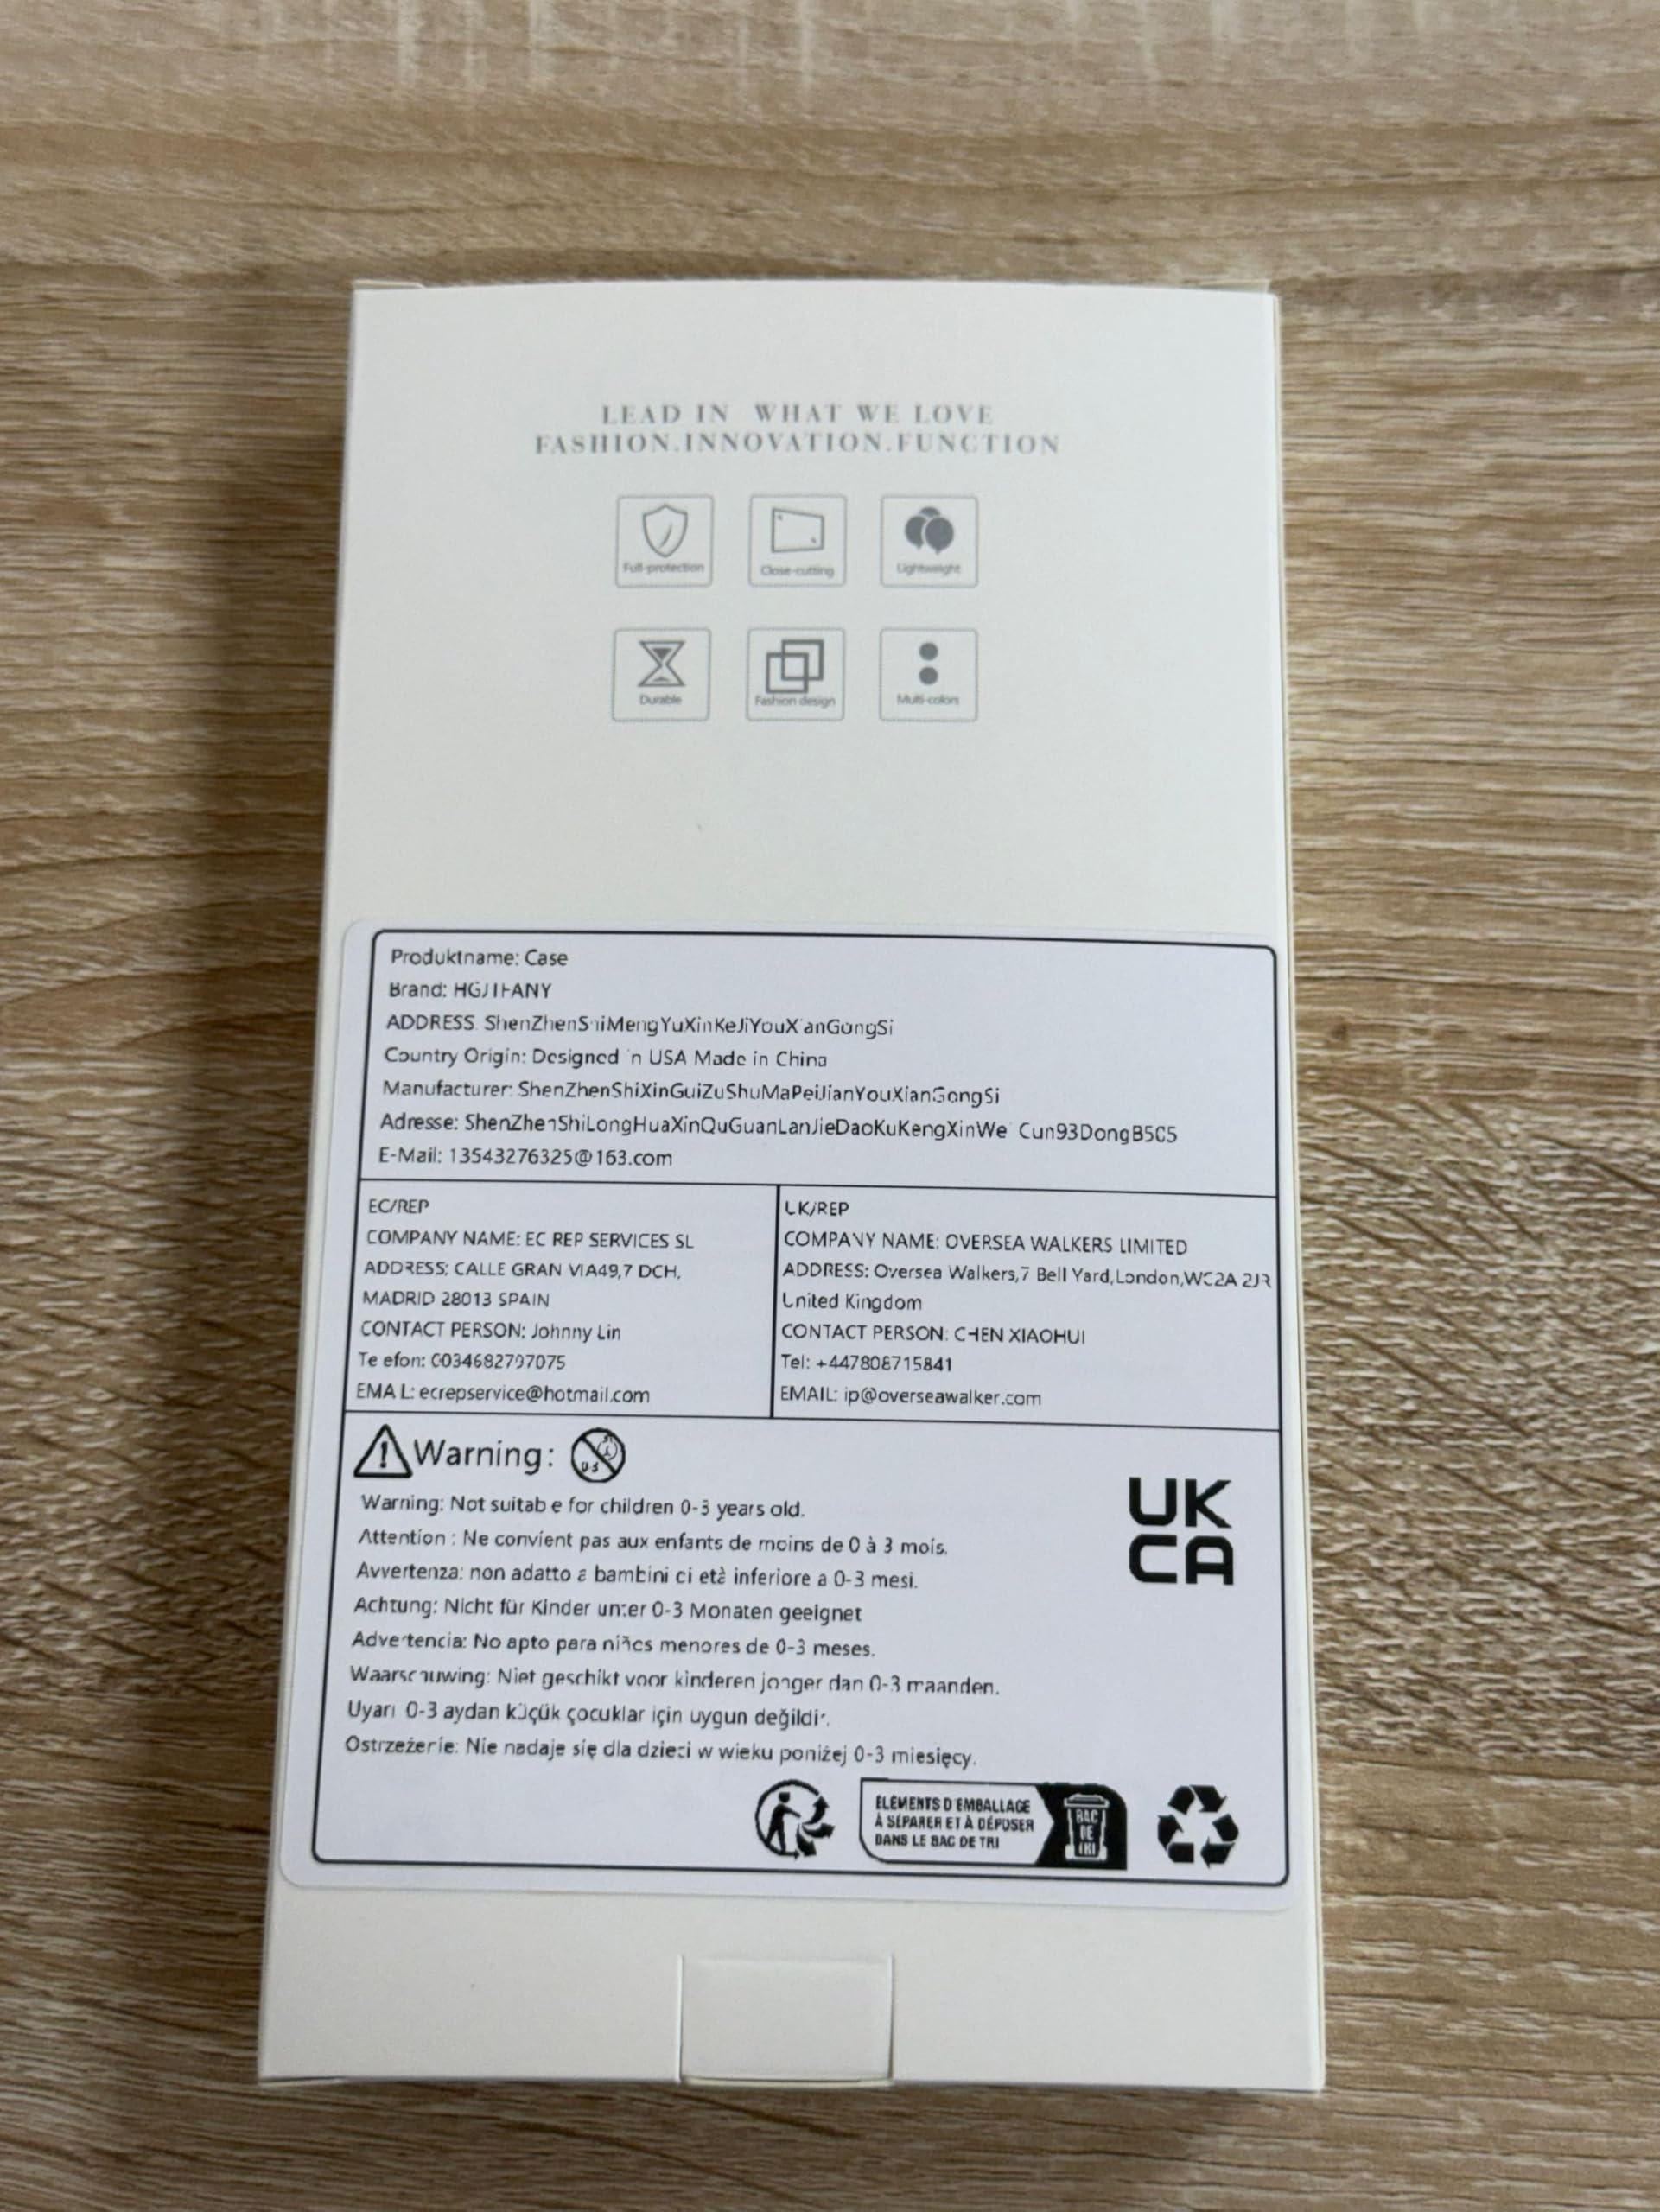 LEAD IN WHAT WE LOVE
FASHION.INNOVATION.FUNCTION
Full-protection
Close-cutting
Lightweight
Durable
Fashion design
Multi-colors
Produktname: Case
Brand:
ADDRESS ShenZhenShiMengYuXinKeJiYouXianGongSi
Country Origin: Designed in USA Made in China
Manufacturer: ShenZhenShiXinGuiZuShuMaPeiJianYouXianGongSi
Adresse: ShenZhenShiLongHuaXinQuGuanLanJieDaoKuKengXinWei Cun93Dong
E-Mail: 13543276325@163.com
EC/REP
COMPANY NAME: EC REP SERVICES SL
ADDRESS: CALLE GRAN VIA49,7 DCH,
MADRID 28013 SPAIN
CONTACT PERSON: Johnny Lin
Telefon: 0034682797075
EMAIL: ecrepservice@hotmail.com
UK/REP
COMPANY NAME: OVERSEA WALKERS LIMITED
ADDRESS: Oversea Walkers,7 Bell Yard,London,WC2A 2JR
United Kingdom
CONTACT PERSON: CHEN XIAOHUI
Tel: +447808715841
EMAIL: ip@overseawalker.com
Warning:
0-3
Warning: Not suitable for children 0-3 years old.
Attention : Ne convient pas aux enfants de moins de 0 à 3 mois.
Avvertenza: non adatto a bambini di età inferiore a 0-3 mesi.
Achtung: Nicht für Kinder unter 0-3 Monaten geeignet
Advertencia: No apto para niños menores de 0-3 meses.
Waarschuwing: Niet geschikt voor kinderen jonger dan 0-3 maanden.
Uyarı 0-3 aydan küçük çocuklar için uygun değildir.
Ostrzeżenie: Nie nadaje się dla dzieci w wieku poniżej 0-3 miesięcy.
UK
CA
ÉLÉMENTS D'EMBALLAGE
À SÉPARER ET À DÉPOSER
DANS LE BAC DE TRI
BAC
DE
TRI